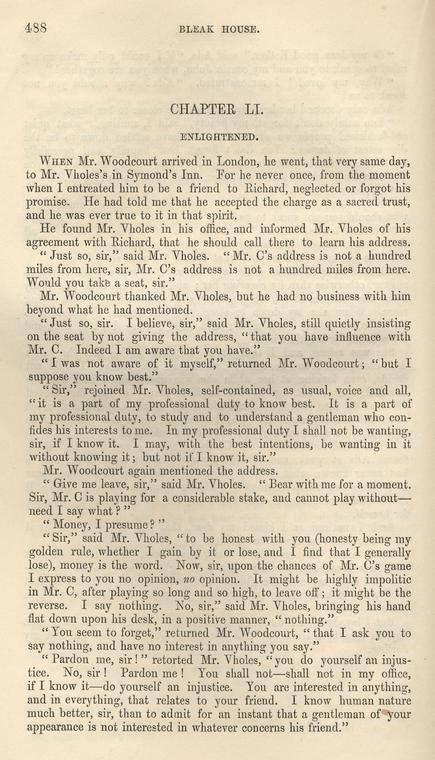 488
BLEAK HOUSE.
CHAPTER LI.
ENLIGHTENED.
WHEN Mr. Woodcourt arrived in London, he went, that very same day,
to Mr. Vholes's in Symond's Inn. For he never once, from the moment
when I entreated him to be a friend to Richard, neglected or forgot his
promise. He had told me that he accepted the charge as a sacred trust,
and he was ever true to it in that spirit.
He found Mr. Vholes in his office, and informed Mr. Vholes of his
agreement with Richard, that he should call there to learn his address.
"Just so, sir," said Mr. Vholes. "Mr. C's address is not a hundred
miles from here, sir, Mr. C's address is not a hundred miles from here.
Would you take a seat, sir."
Mr. Woodcourt thanked Mr. Vholes, but he had no business with him
beyond what he had mentioned.
"Just so, sir. I believe, sir," said Mr. Vholes, still quietly insisting
on the seat by not giving the address, "that you have influence with
Mr. C. Indeed I am aware that you have."
"I was not aware of it myself," returned Mr. Woodcourt; "but I
suppose you know best."
"Sir," rejoined Mr. Vholes, self-contained, as usual, voice and all,
"it is a part of my professional duty to know best. It is a part of
my professional duty, to study and to understand a gentleman who con-
fides his interests to me. In my professional duty I shall not be wanting,
sir, if I know it. I may, with the best intentions, be wanting in it
without knowing it; but not if I know it, sir."
Mr. Woodcourt again mentioned the address.
"Give me leave, sir," said Mr. Vholes. "Bear with me for a moment.
Sir, Mr. C is playing for a considerable stake, and cannot play without—
need I say what?"
"Money, I presume?"
"Sir," said Mr. Vholes, "to be honest with you (honesty being my
golden rule, whether I gain by it or lose, and I find that I generally
lose), money is the word. Now, sir, upon the chances of Mr. C's game
I express to you no opinion, no opinion. It might be highly impolitic
in Mr. C, after playing so long and so high, to leave off; it might be the
reverse. I say nothing. No, sir," said Mr. Vholes, bringing his hand
flat down upon his desk, in a positive manner, "nothing."
"You seem to forget," returned Mr. Woodcourt, "that I ask you to
say nothing, and have no interest in anything you say."
"Pardon me, sir!" retorted Mr. Vholes, "you do yourself an injus-
tice. No, sir! Pardon me! You shall not—shall not in my office,
if I know it—do yourself an injustice. You are interested in anything,
and in everything, that relates to your friend. I know human nature
much better, sir, than to admit for an instant that a gentleman of your
appearance is not interested in whatever concerns his friend."